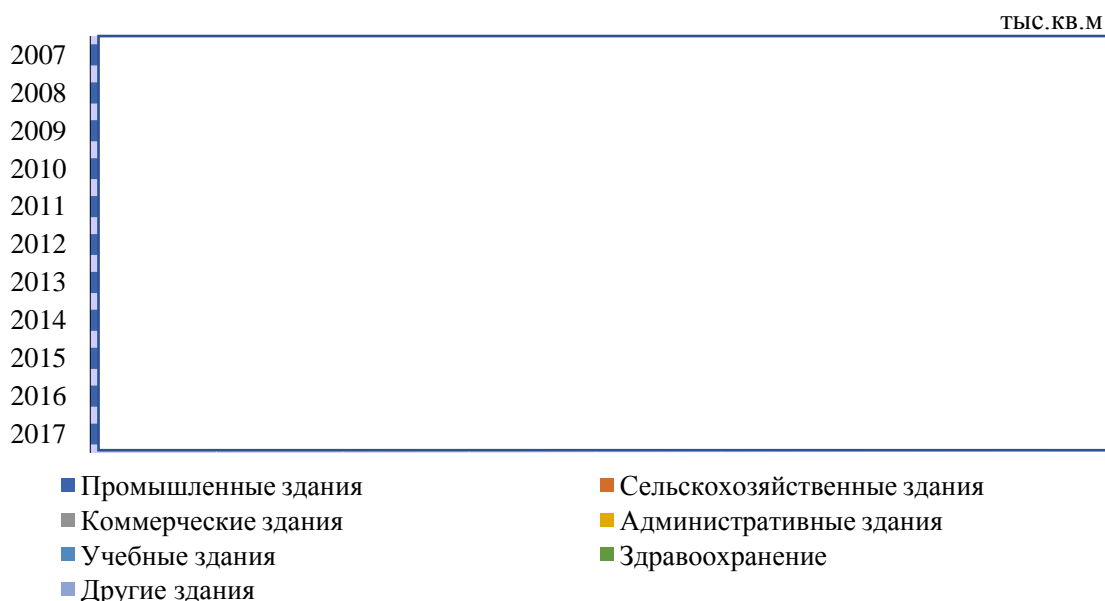 тыс.кв.м
2007
2008
2009
2010
2011
2012
2013
2014
2015
2016
2017
Промышленные здания
Сельскохозяйственные здания
Коммерческие здания
Административные здания
Учебные здания
Здравоохранение
Другие здания